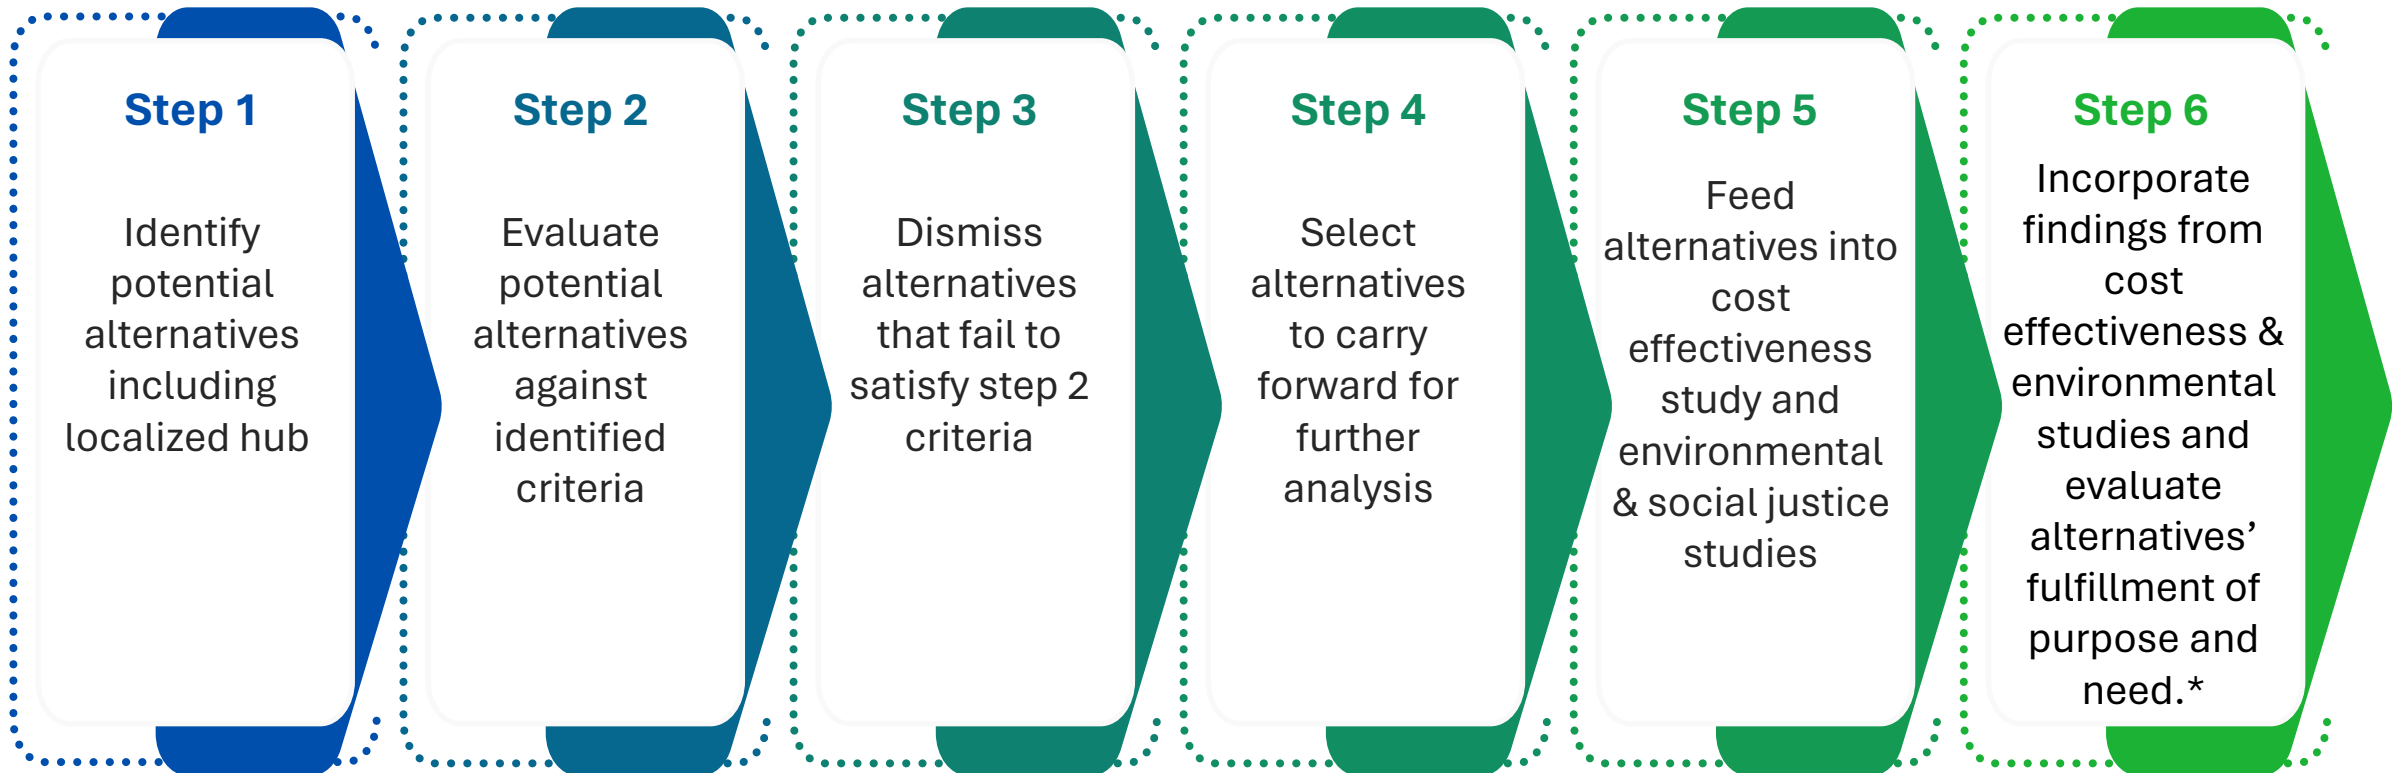 Step 1
Identify
potential
alternatives
including
localized hub
Step 2
Evaluate
potential
alternatives
against
identified
criteria
Step 3
Dismiss
alternatives
that fail to
satisfy step 2
criteria
Step 4
Select
alternatives
to carry
forward for
further
analysis
Step 5
Feed
alternatives into
cost
effectiveness
study and
environmental
& social justice
studies
Step 6
Incorporate
findings from
cost
effectiveness &
environmental
studies and
evaluate
alternatives’
fulfillment of
purpose and
need.*